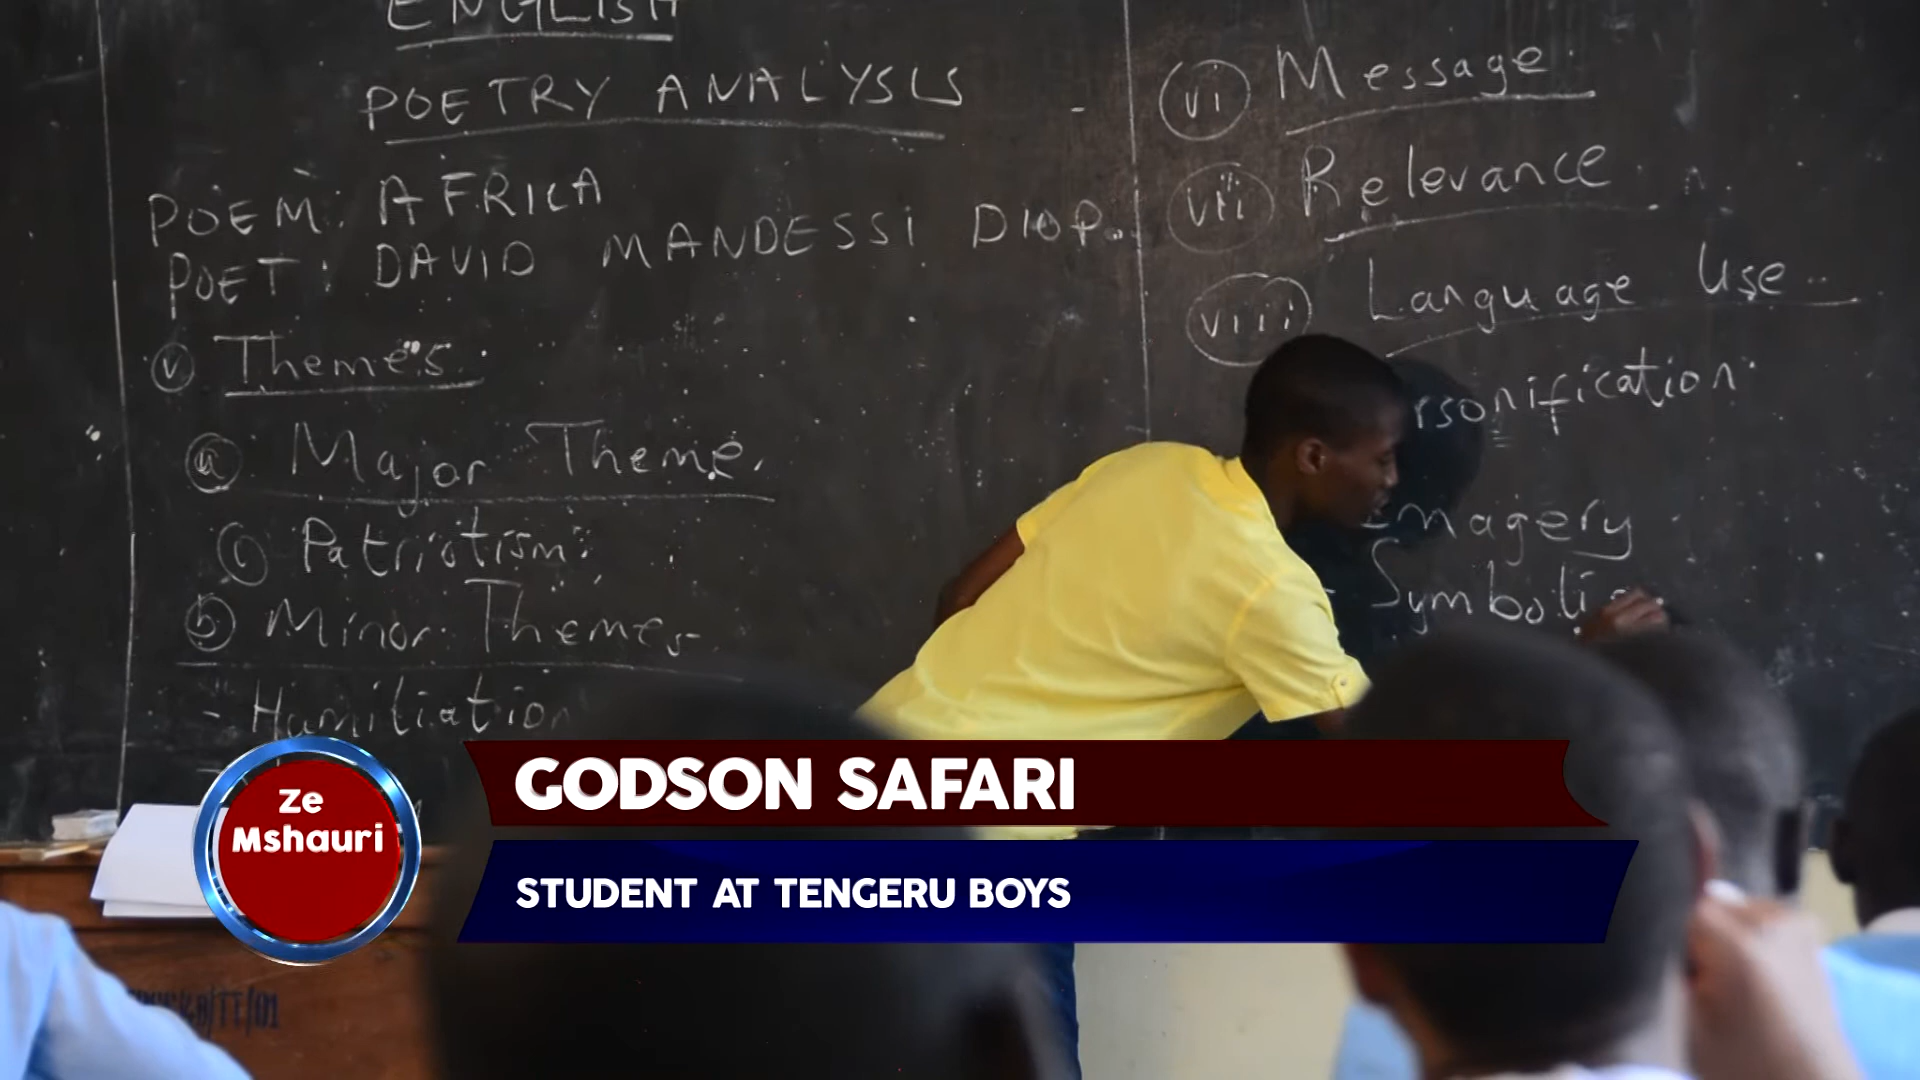 ENGLISH
POETRY ANALYSIS
POEM: AFRICA
POET: DAVID MANDESSI DIOP.
(v) Themes.
(a) Major Theme.
(i) Patriotism:
(b) Minor Themes
- Humiliation
(vi) Message.
(vii) Relevance
(viii) Language Use
rsonification.
Imagery
- Symboli
Ze
Mshauri
GODSON SAFARI
STUDENT AT TENGERU BOYS